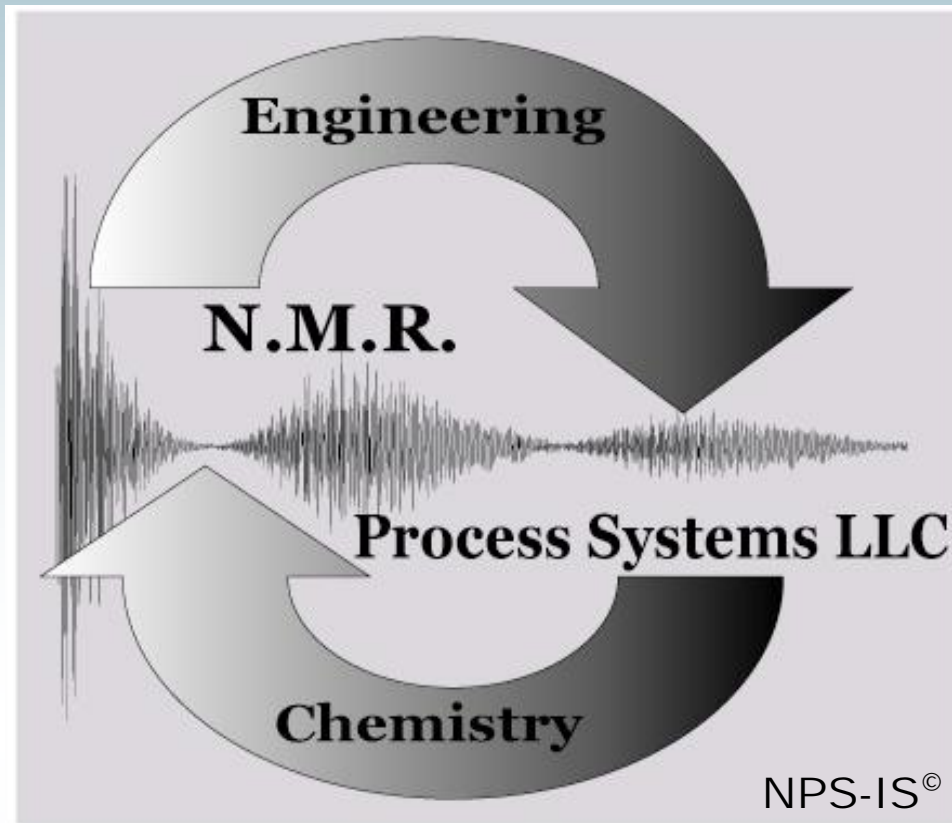 Engineering
N.M.R.
Process Systems LLC
Chemistry
NPS-IS©